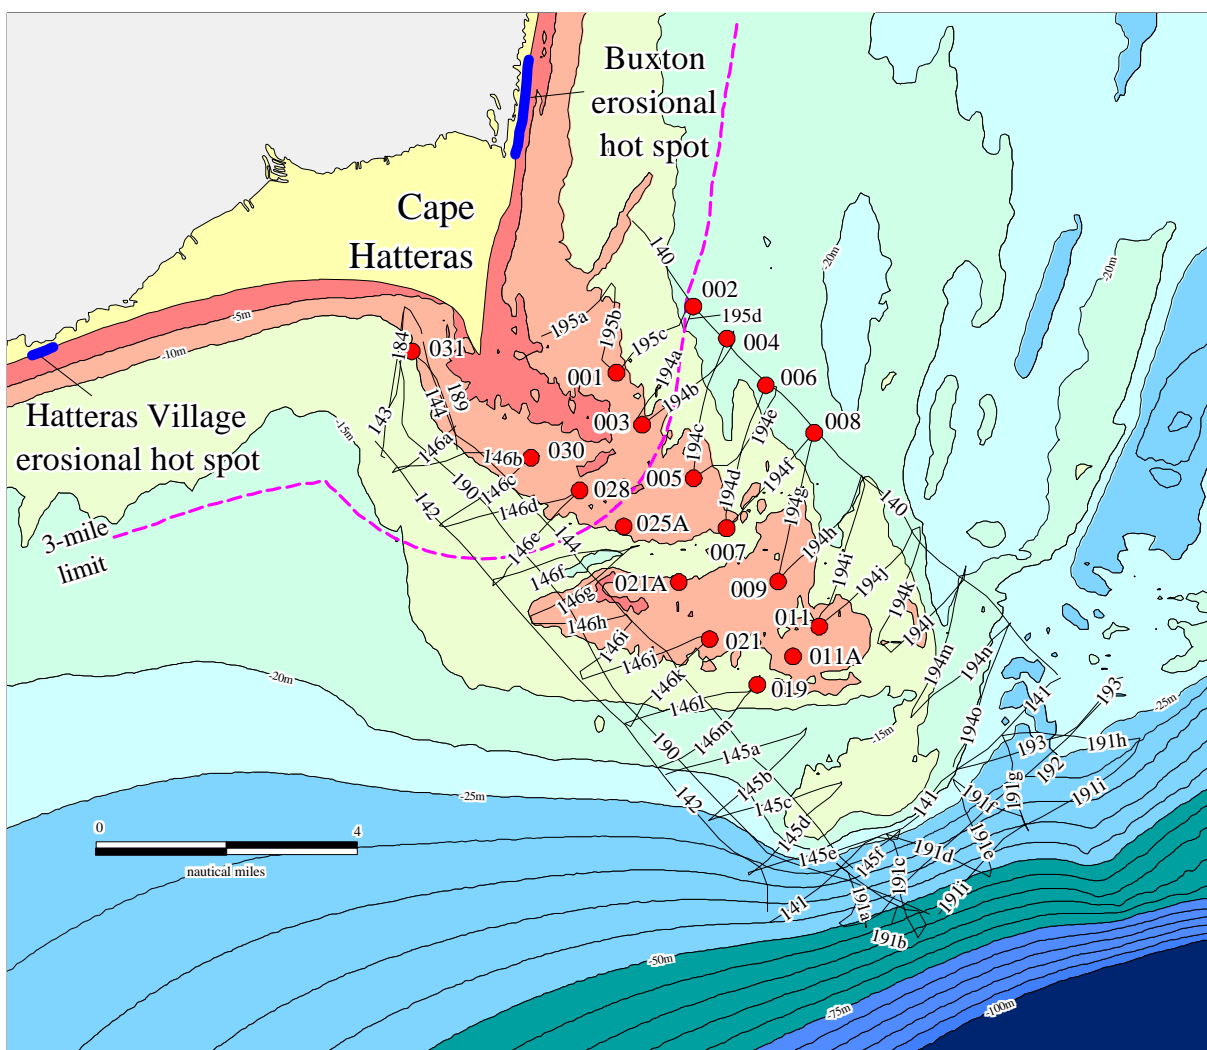 Buxton
erosional
hot spot
Cape
Hatteras
140
-20m
-20m
002
195d
195a
195b
195c
004
-5m
-10m
184
031
194a
001
006
189
144
194b
003
194e
008
Hatteras Village
erosional hot spot
143
-15m
146a
146b
030
194c
194f
005
194d
194g
146c
190
028
140
142
146d
025A
3-mile
limit
146e
144
007
194h
194i
194j
146f
021A
009
194k
146g
146h
011
194l
146i
021
011A
194m
194n
146j
146k
019
-20m
146l
141
193
-25m
194o
-15m
146m
190
145a
193
191h
192
145b
191g
191i
-25m
142
145c
141
191f
0
4
145d
nautical miles
145e
191d
191e
145f
191c
191i
141
191a
191b
-50m
-75m
-100m